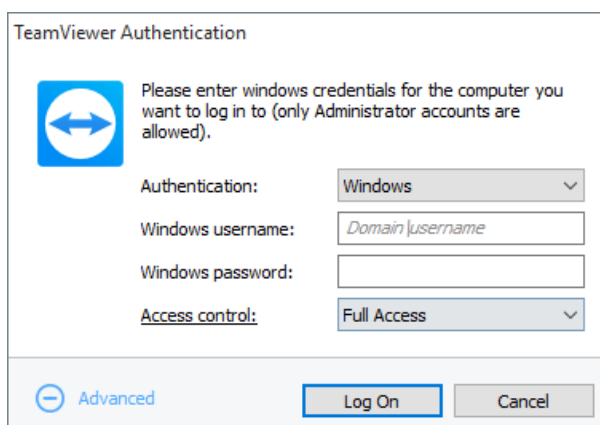 TeamViewer Authentication
Please enter windows credentials for the computer you
want to log in to (only Administrator accounts are
allowed).
Authentication: Windows
Windows username: Domain\username
Windows password:
Access control: Full Access
Advanced Log On Cancel